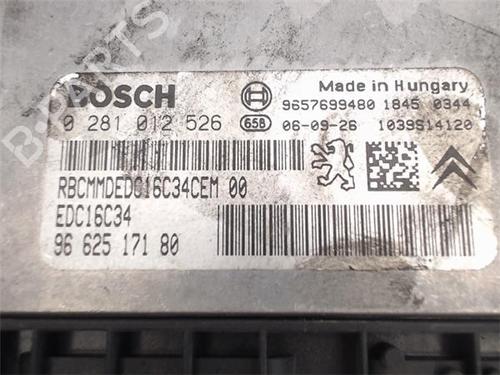 BOSCH
Made in Hungary
9657699480 1845 0344
0 281 012 526 65B 06-09-26 1039S14120
RBCMMDEDC16C34CEM 00
EDC16C34
96 625 171 80